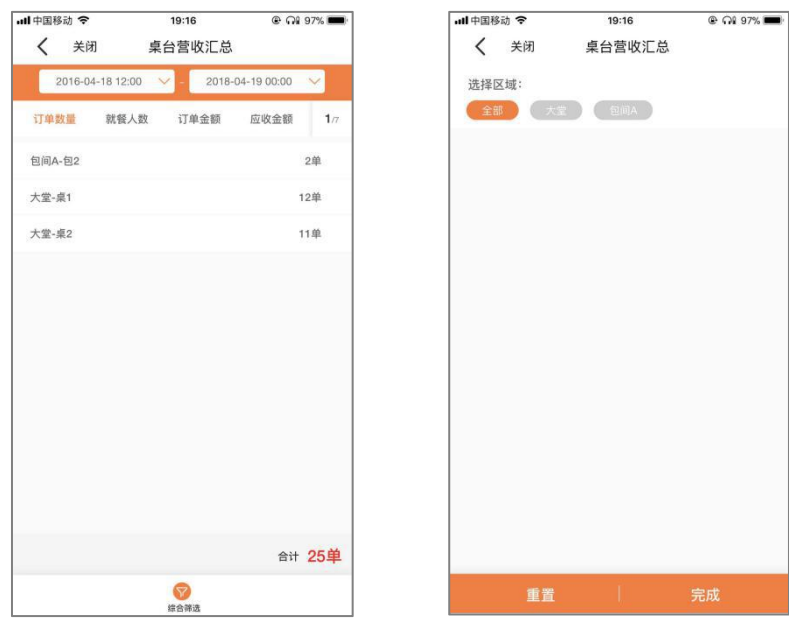 中国移动 19:16 97%
关闭 桌台营收汇总
2016-04-18 12:00 - 2018-04-19 00:00
订单数量 就餐人数 订单金额 应收金额 1/7
包间A-包2 2单
大堂-桌1 12单
大堂-桌2 11单
合计 25单
综合筛选
中国移动 19:16 97%
关闭 桌台营收汇总
选择区域：
全部 大堂 包间A
重置 完成